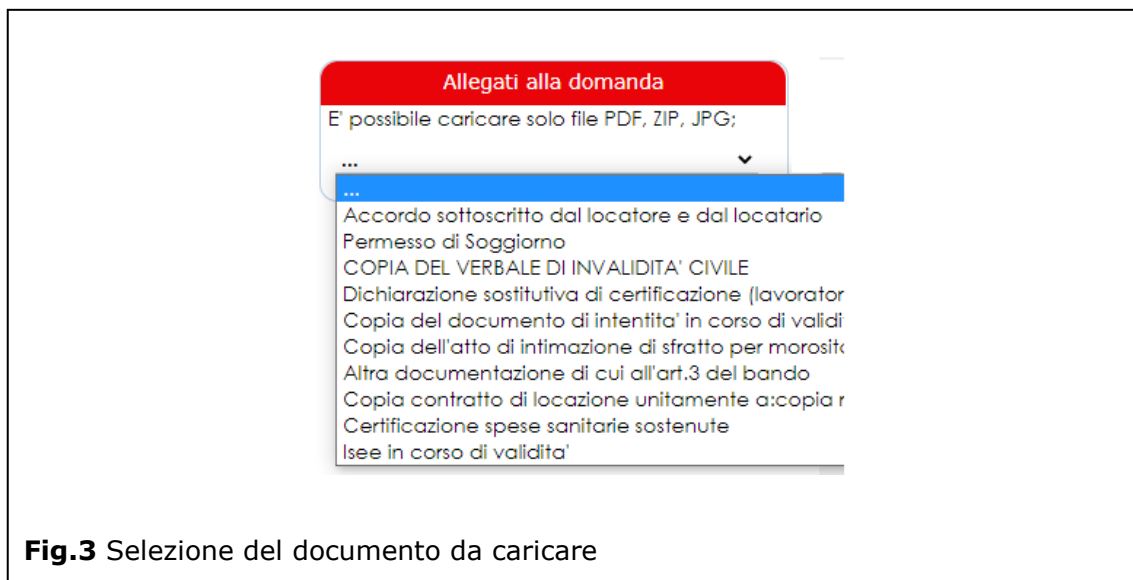 Allegati alla domanda
E' possibile caricare solo file PDF, ZIP, JPG;
...
...
Accordo sottoscritto dal locatore e dal locatario
Permesso di Soggiorno
COPIA DEL VERBALE DI INVALIDITA' CIVILE
Dichiarazione sostitutiva di certificazione (lavorator
Copia del documento di intentita' in corso di validi
Copia dell'atto di intimazione di sfratto per morosit
Altra documentazione di cui all'art.3 del bando
Copia contratto di locazione unitamente a:copia r
Certificazione spese sanitarie sostenute
Isee in corso di validita'
Fig.3 Selezione del documento da caricare